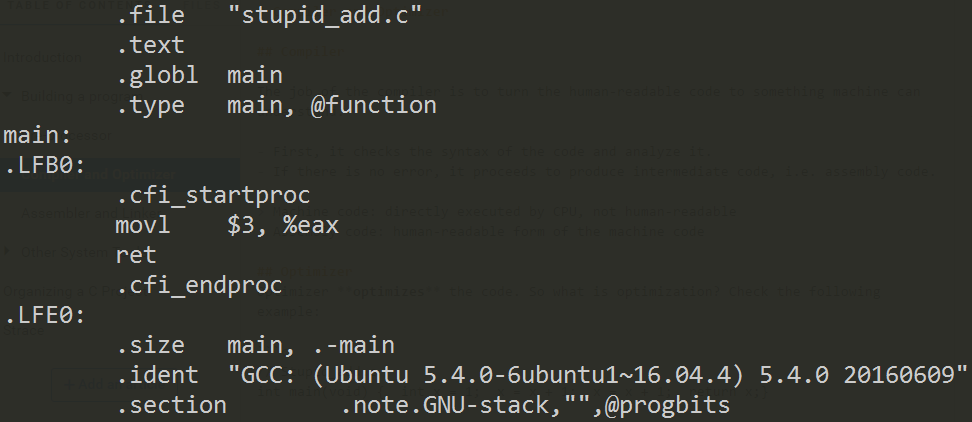 .file "stupid_add.c"
.text
.globl main
.type main, @function
main:
.LFB0:
.cfi_startproc
movl $3, %eax
ret
.cfi_endproc
.LFE0:
.size main, .-main
.ident "GCC: (Ubuntu 5.4.0-6ubuntu1~16.04.4) 5.4.0 20160609"
.section .note.GNU-stack,"",@progbits